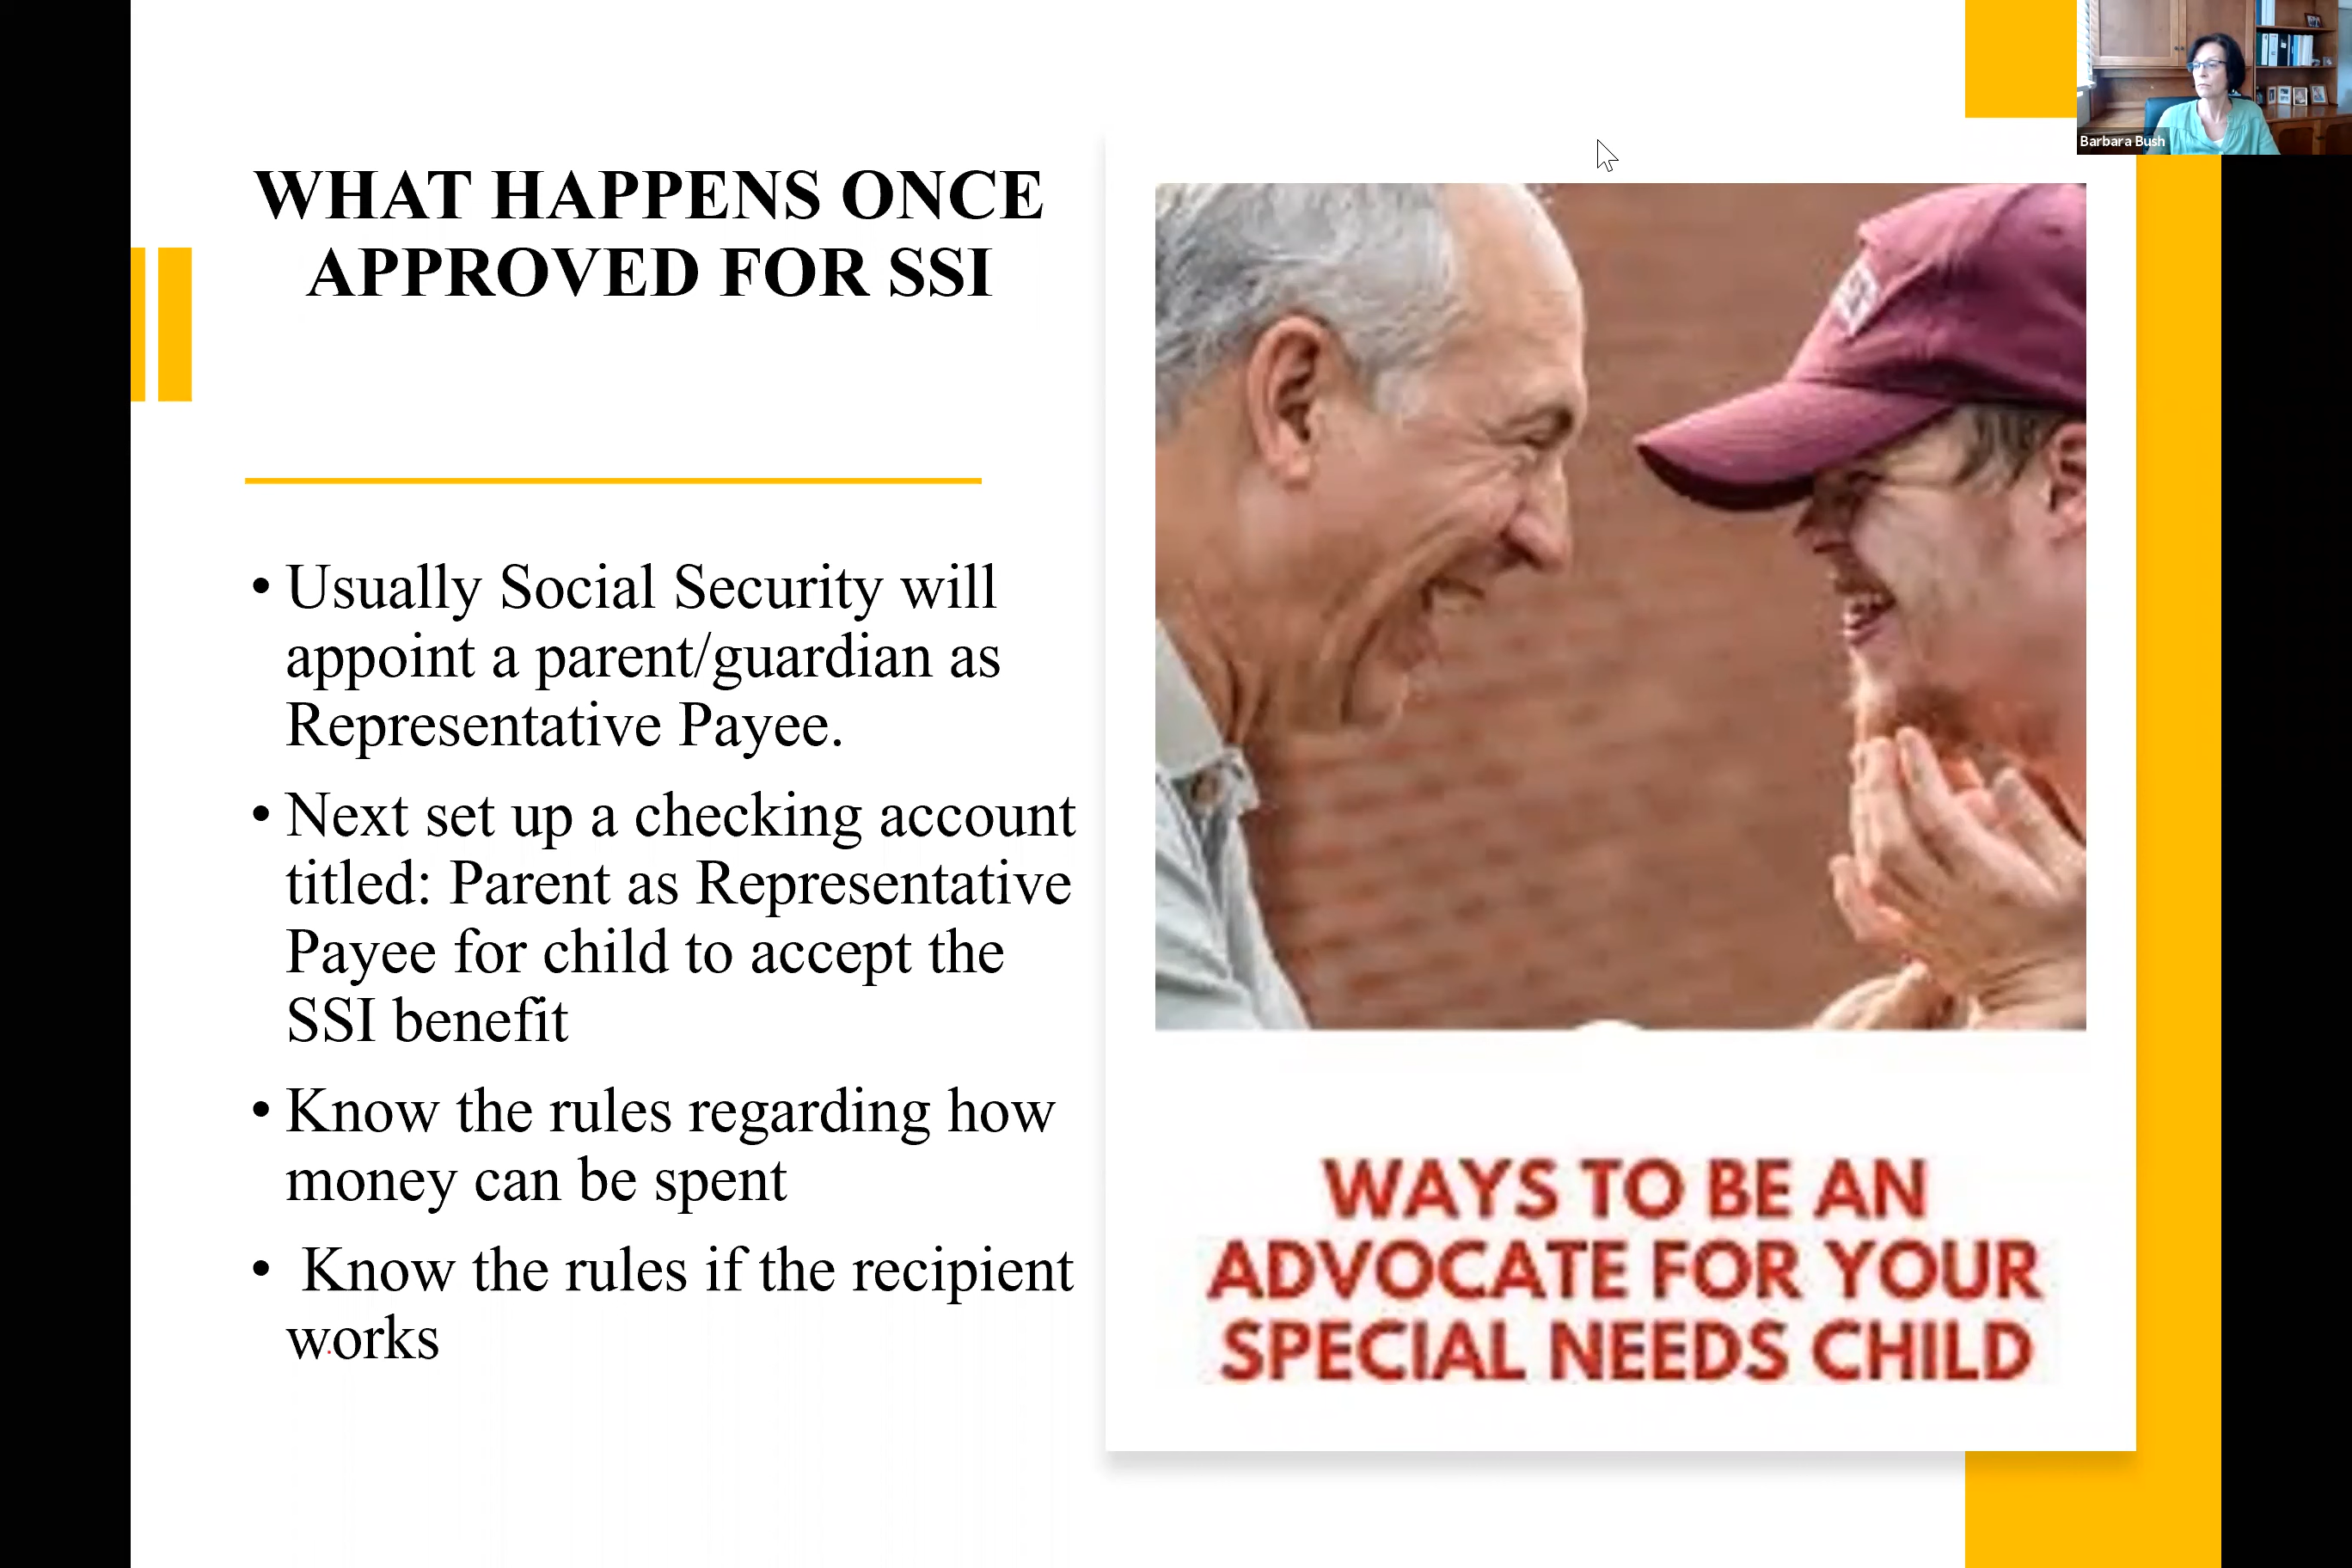 WHAT HAPPENS ONCE
APPROVED FOR SSI
• Usually Social Security will
appoint a parent/guardian as
Representative Payee.
• Next set up a checking account
titled: Parent as Representative
Payee for child to accept the
SSI benefit
• Know the rules regarding how
money can be spent
• Know the rules if the recipient
works
WAYS TO BE AN
ADVOCATE FOR YOUR
SPECIAL NEEDS CHILD
Barbara Bush